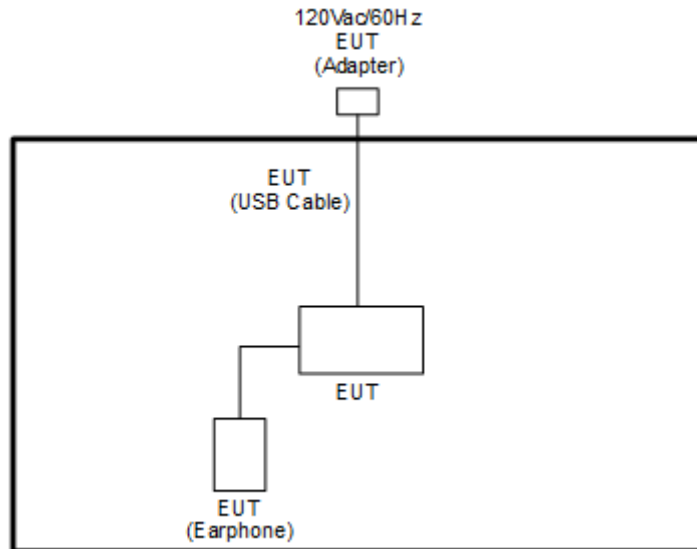 120Vac/60Hz
EUT
(Adapter)
EUT
(USB Cable)
EUT
EUT
(Earphone)